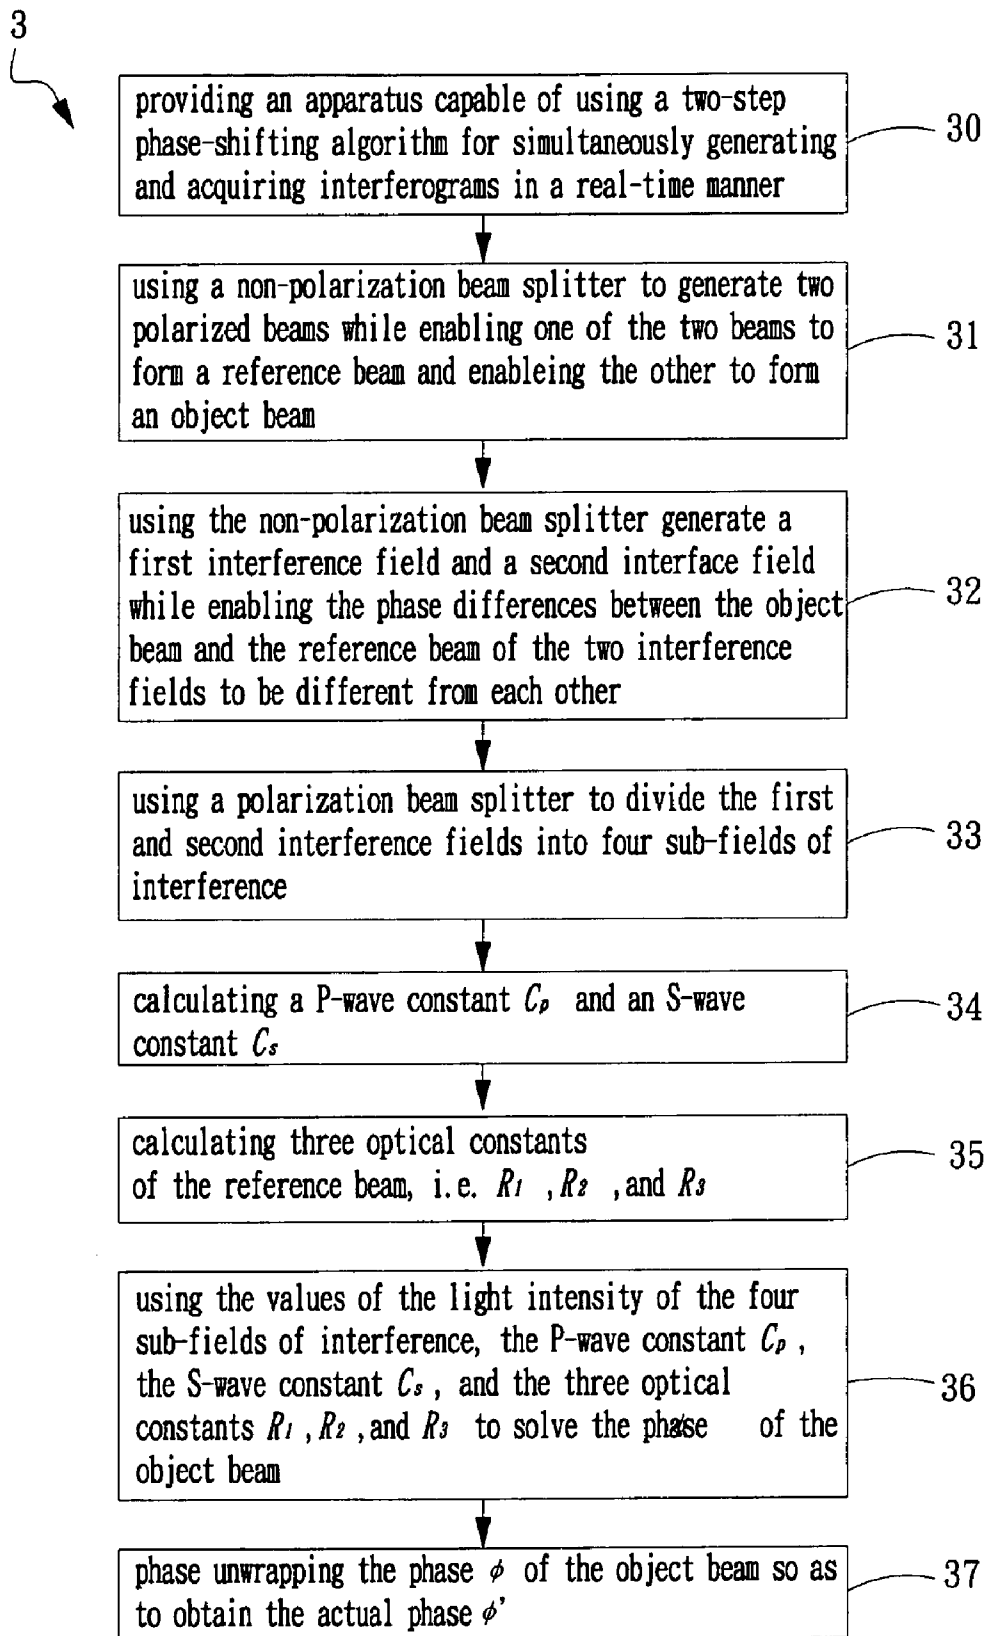 3
providing an apparatus capable of using a two-step
phase-shifting algorithm for simultaneously generating
and acquiring interferograms in a real-time manner
30
using a non-polarization beam splitter to generate two
polarized beams while enabling one of the two beams to
form a reference beam and enableing the other to form
an object beam
31
using the non-polarization beam splitter generate a
first interference field and a second interface field
while enabling the phase differences between the object
beam and the reference beam of the two interference
fields to be different from each other
32
using a polarization beam splitter to divide the first
and second interference fields into four sub-fields of
interference
33
calculating a P-wave constant Cp and an S-wave
constant Cs
34
calculating three optical constants
of the reference beam, i.e. R1 ,R2 ,and R3
35
using the values of the light intensity of the four
sub-fields of interference, the P-wave constant Cp ,
the S-wave constant Cs , and the three optical
constants R1 ,R2 ,and R3 to solve the phase of the
object beam
36
phase unwrapping the phase ϕ of the object beam so as
to obtain the actual phase ϕ'
37